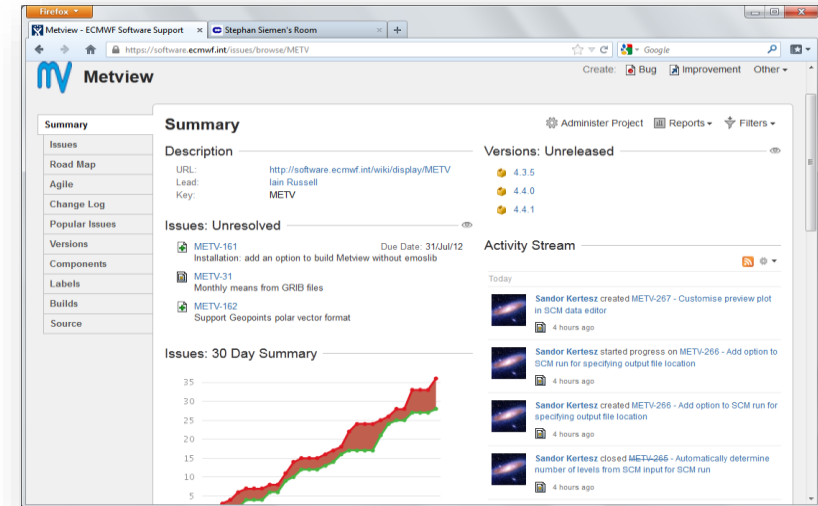 Firefox
Metview - ECMWF Software Support
Stephan Siemen's Room
https://software.ecmwf.int/issues/browse/METV
Google
Metview
Create: Bug Improvement Other
Summary
Issues
Road Map
Agile
Change Log
Popular Issues
Versions
Components
Labels
Builds
Source
Summary
Administer Project Reports Filters
Description
URL: http://software.ecmwf.int/wiki/display/METV
Lead: Iain Russell
Key: METV
Issues: Unresolved
METV-161 Due Date: 31/Jul/12
Installation: add an option to build Metview without emoslib
METV-31
Monthly means from GRIB files
METV-162
Support Geopoints polar vector format
Issues: 30 Day Summary
35
30
25
20
15
10
5
Versions: Unreleased
4.3.5
4.4.0
4.4.1
Activity Stream
Today
Sandor Kertesz created METV-267 - Customise preview plot
in SCM data editor
4 hours ago
Sandor Kertesz started progress on METV-266 - Add option to
SCM run for specifying output file location
4 hours ago
Sandor Kertesz created METV-266 - Add option to SCM run for
specifying output file location
4 hours ago
Sandor Kertesz closed METV-265 - Automatically determine
number of levels from SCM input for SCM run
4 hours ago